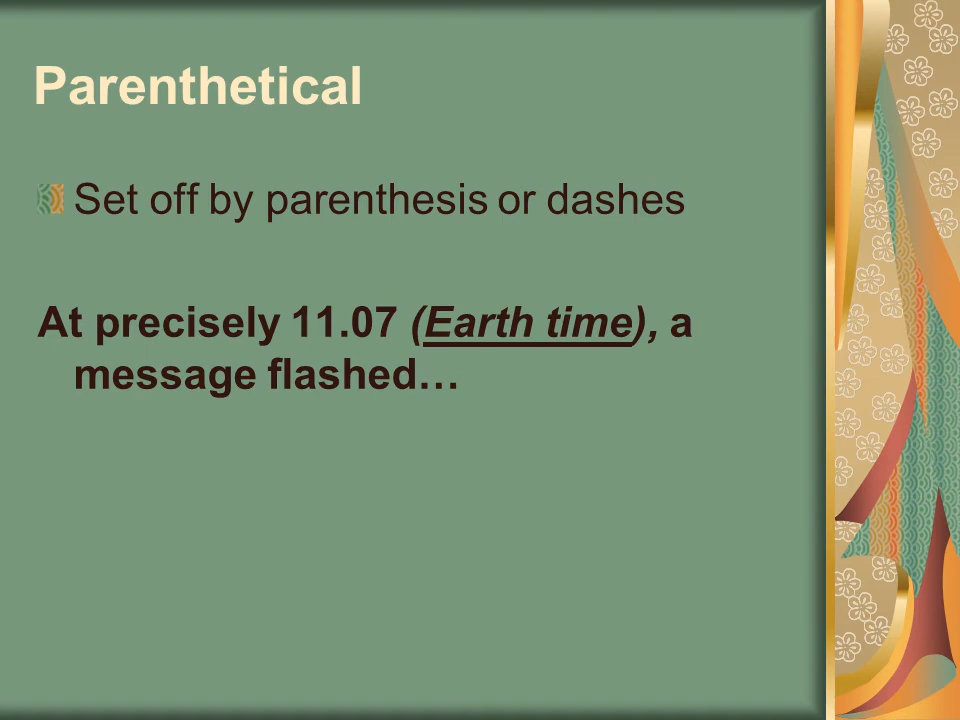 Parenthetical
Set off by parenthesis or dashes
At precisely 11.07 (Earth time), a
message flashed…